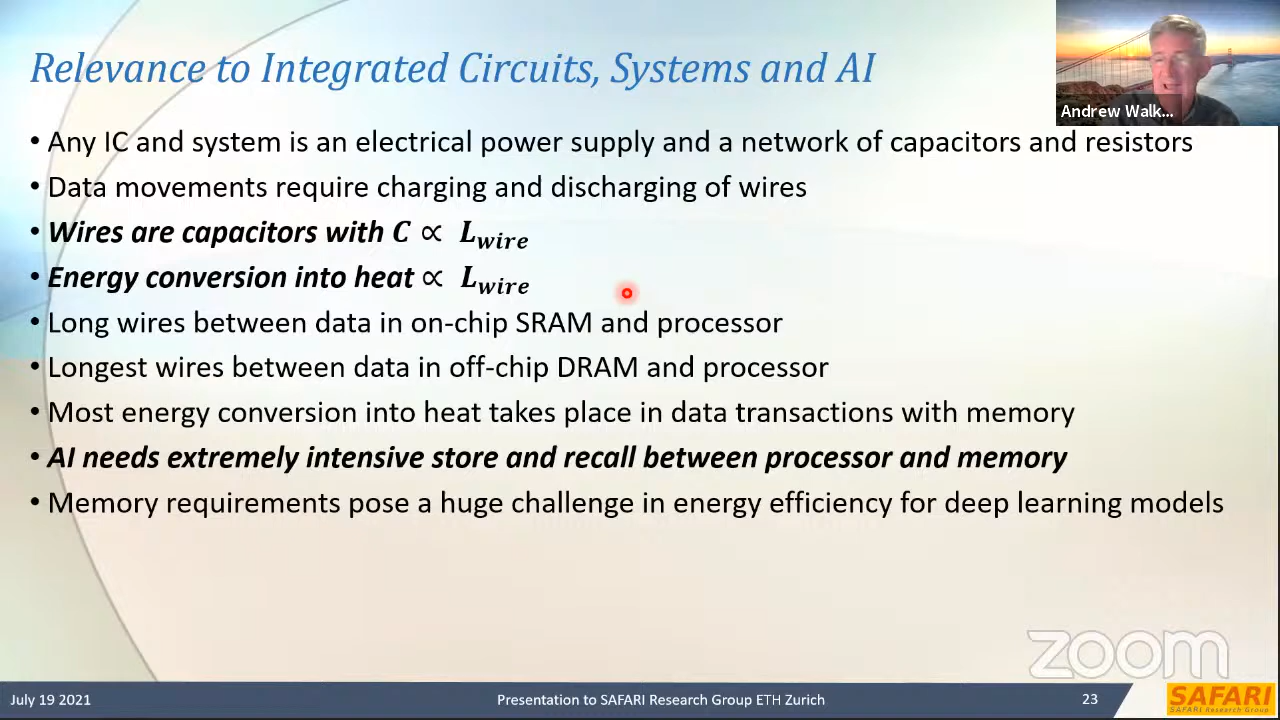 Relevance to Integrated Circuits, Systems and AI
Andrew Walk...
• Any IC and system is an electrical power supply and a network of capacitors and resistors
• Data movements require charging and discharging of wires
• Wires are capacitors with C ∝ L_wire
• Energy conversion into heat ∝ L_wire
• Long wires between data in on-chip SRAM and processor
• Longest wires between data in off-chip DRAM and processor
• Most energy conversion into heat takes place in data transactions with memory
• AI needs extremely intensive store and recall between processor and memory
• Memory requirements pose a huge challenge in energy efficiency for deep learning models
zoom
July 19 2021
Presentation to SAFARI Research Group ETH Zurich
23
SAFARI
SAFARI Research Group